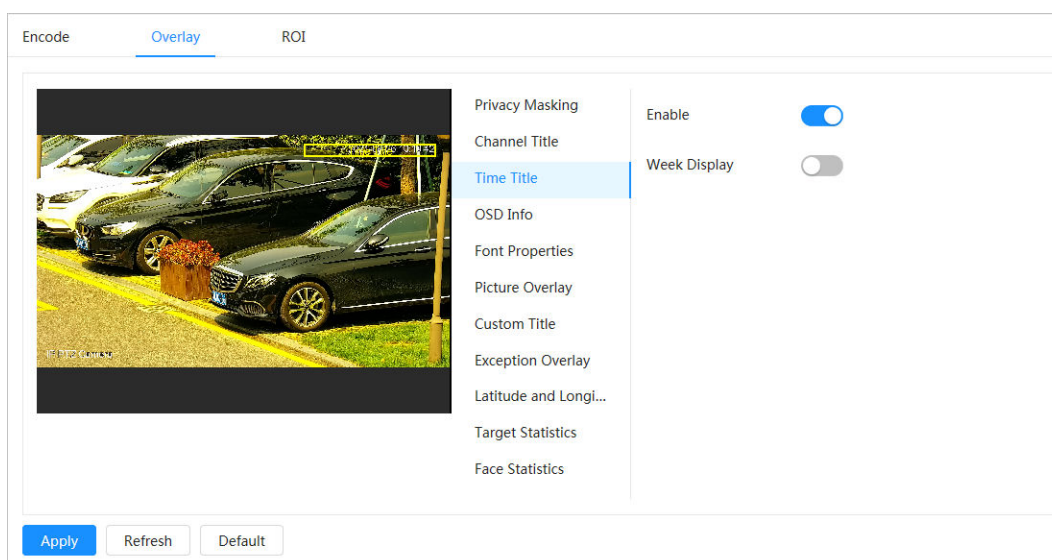 Encode
Overlay
ROI
Privacy Masking
Channel Title
Time Title
OSD Info
Font Properties
Picture Overlay
Custom Title
Exception Overlay
Latitude and Longi...
Target Statistics
Face Statistics
Enable
Week Display
Apply
Refresh
Default